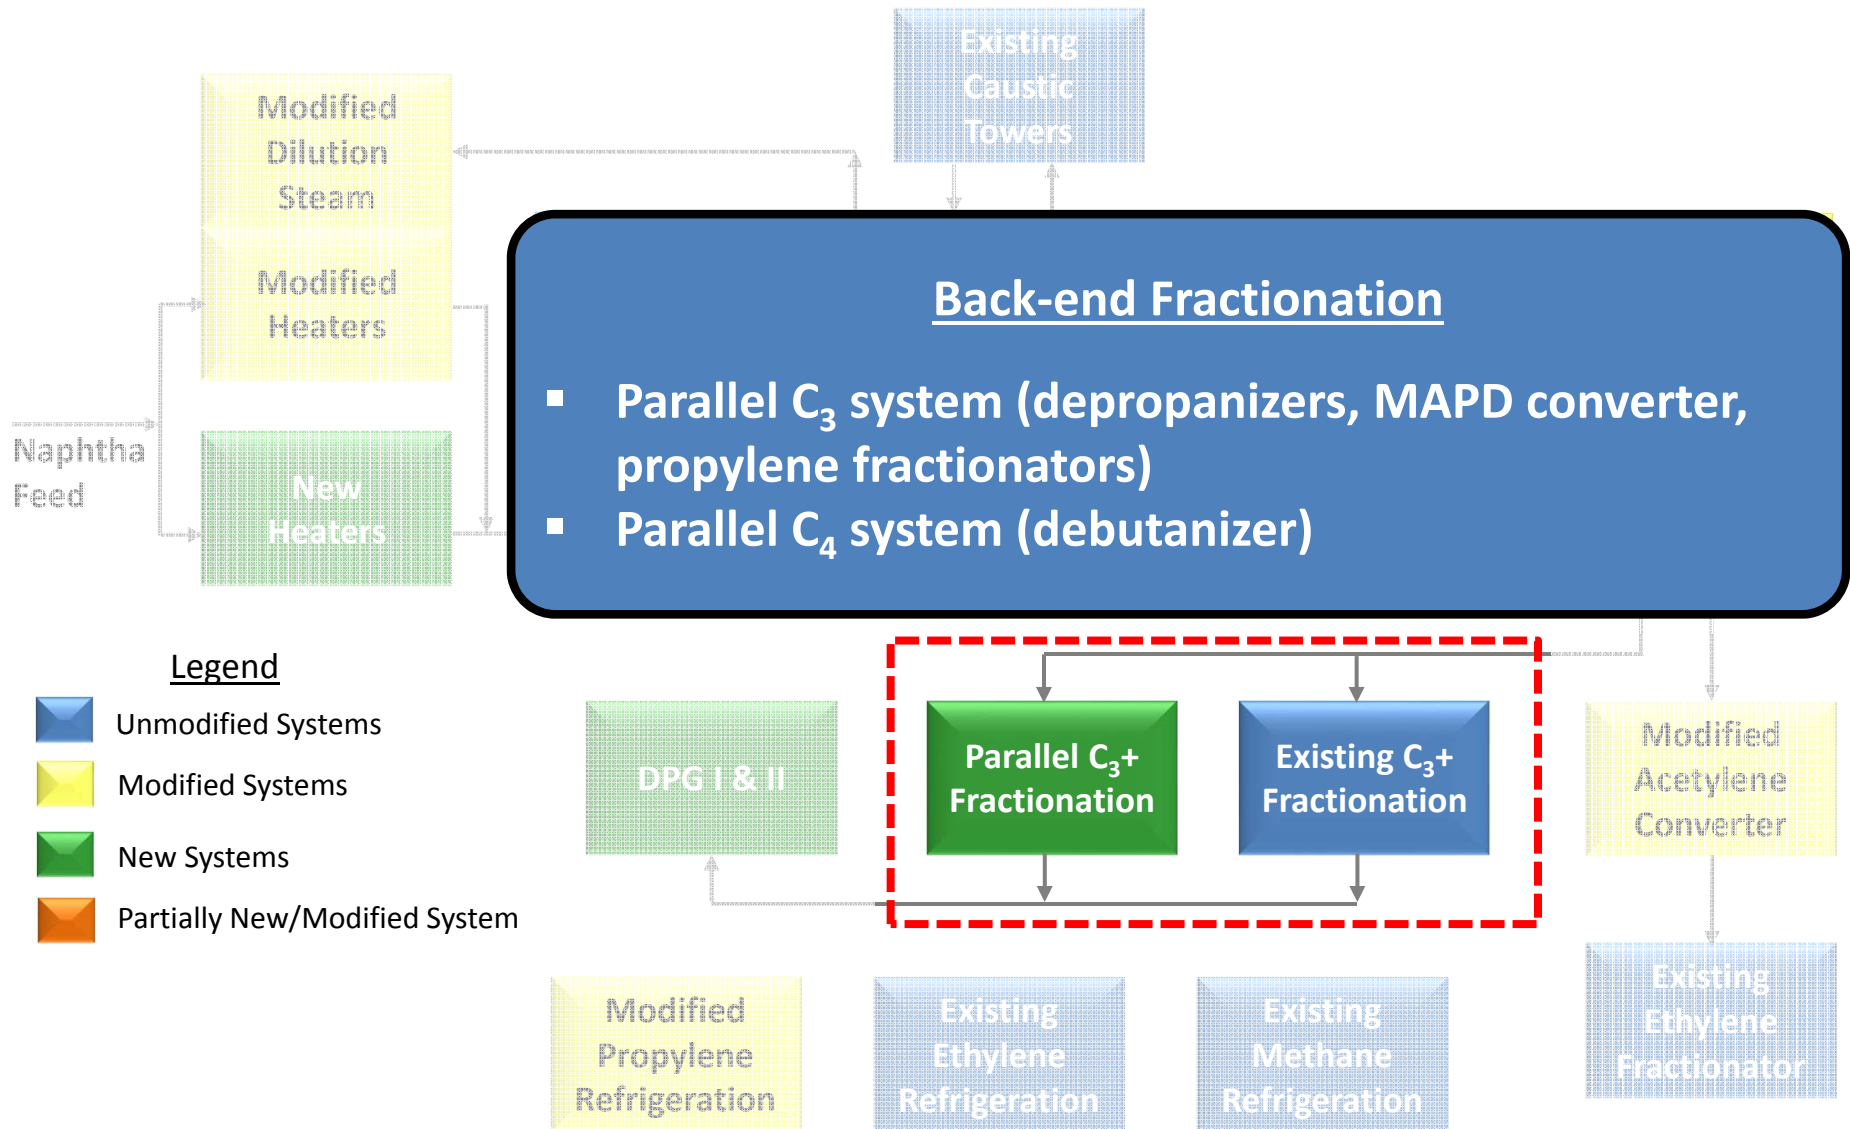 Existing
Caustic
Towers
Modified
Dilution
Steam
Modified
Heaters
Naphtha
Feed
New
Heaters
Back-end Fractionation
▪ Parallel C₃ system (depropanizers, MAPD converter,
propylene fractionators)
▪ Parallel C₄ system (debutanizer)
Legend
Unmodified Systems
Modified Systems
New Systems
Partially New/Modified System
DPG I & II
Parallel C₃+
Fractionation
Existing C₃+
Fractionation
Modified
Acetylene
Converter
Modified
Propylene
Refrigeration
Existing
Ethylene
Refrigeration
Existing
Methane
Refrigeration
Existing
Ethylene
Fractionator